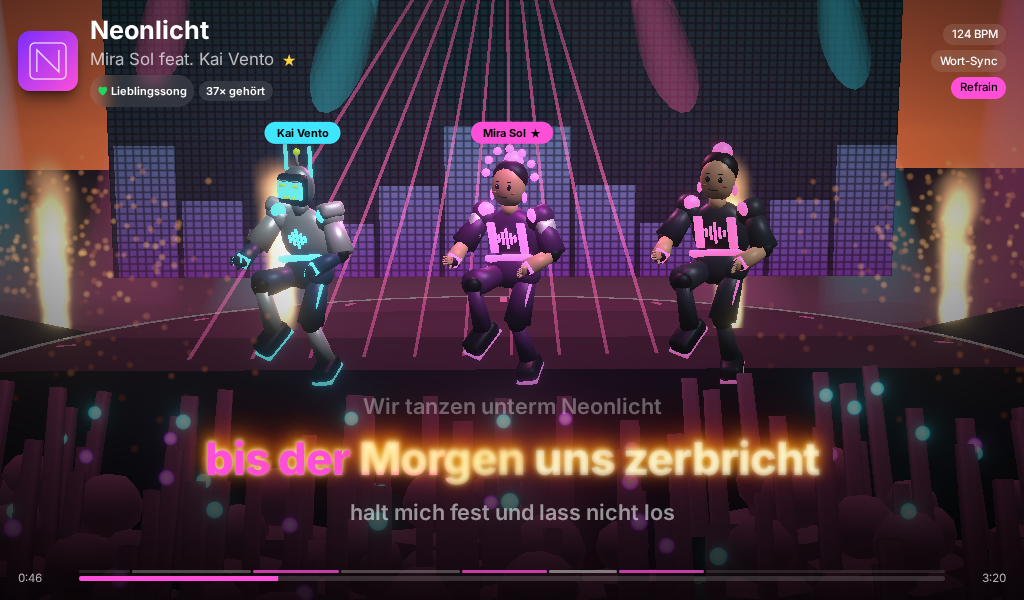 Neonlicht
Mira Sol feat. Kai Vento ★
Lieblingssong
37× gehört
124 BPM
Wort-Sync
Refrain
N
Kai Vento
Mira Sol ★
Wir tanzen unterm Neonlicht
bis der Morgen uns zerbricht
halt mich fest und lass nicht los
0:46
3:20